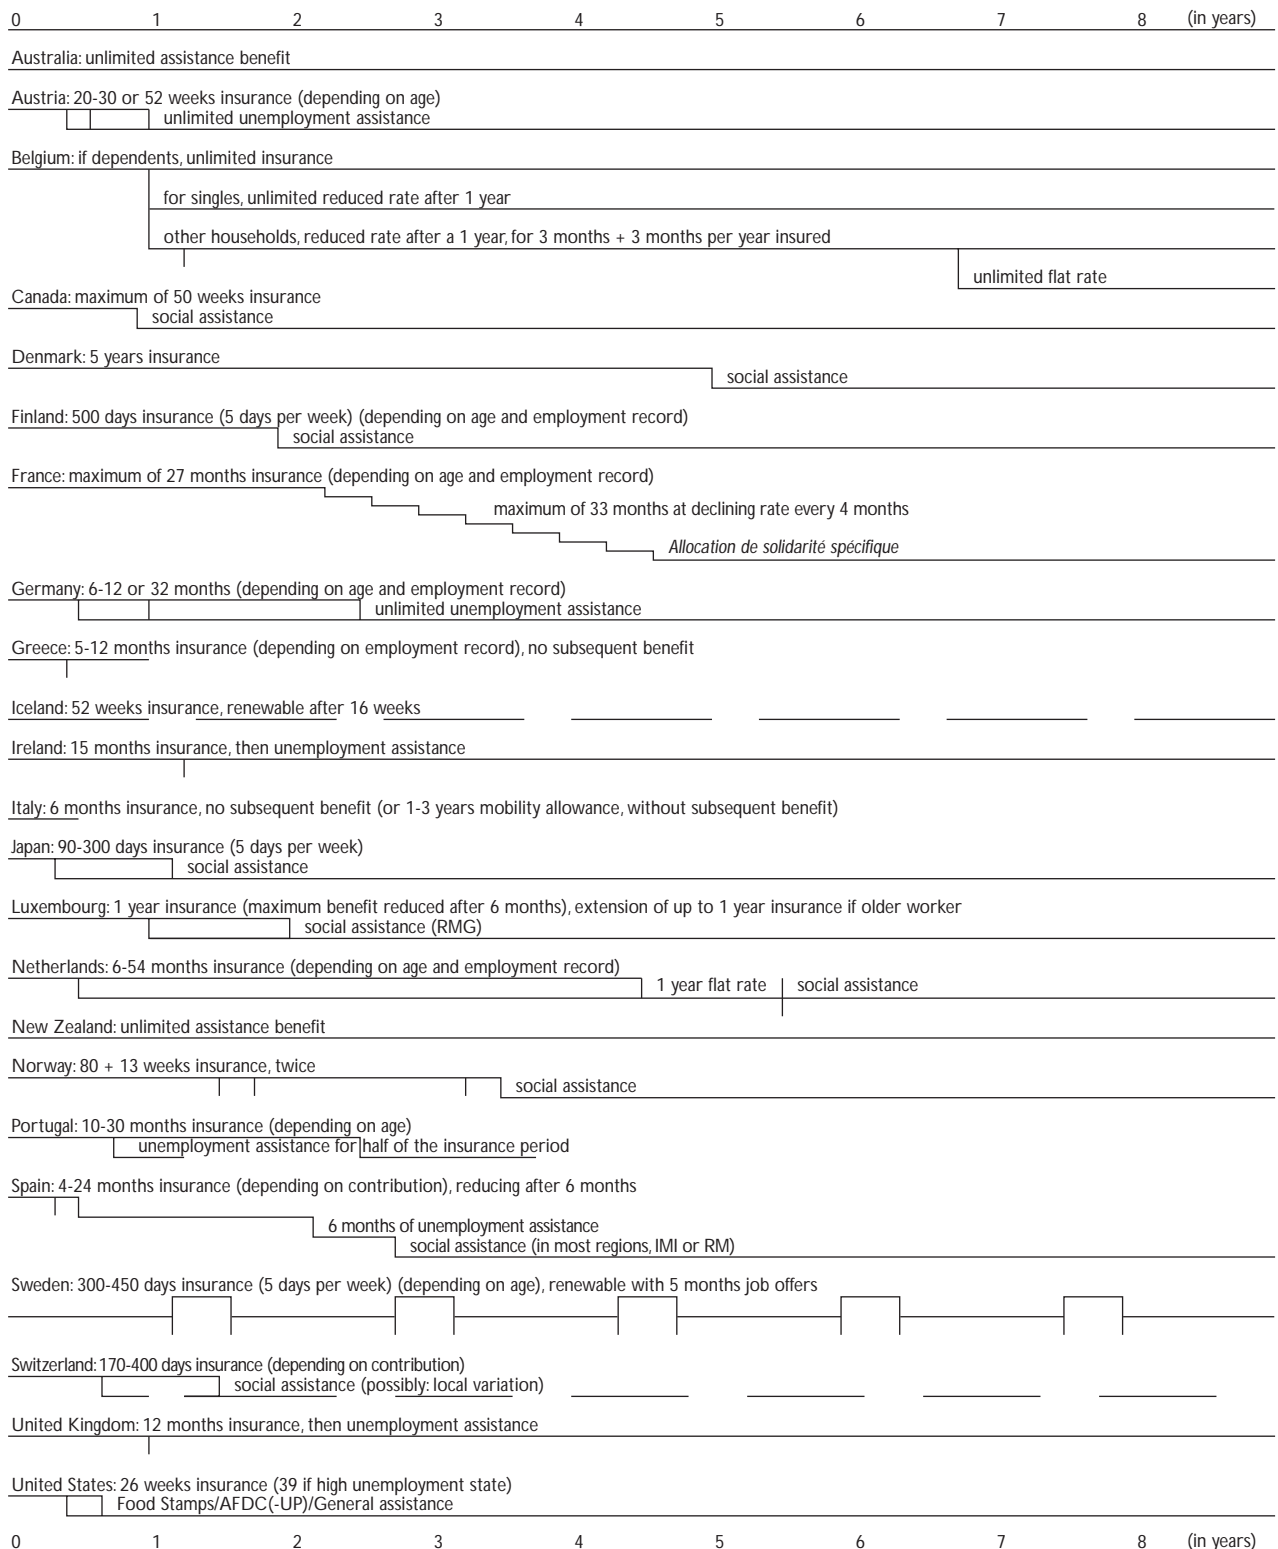 0 1 2 3 4 5 6 7 8 (in years)
Australia: unlimited assistance benefit
Austria: 20-30 or 52 weeks insurance (depending on age)
unlimited unemployment assistance
Belgium: if dependents, unlimited insurance
for singles, unlimited reduced rate after 1 year
other households, reduced rate after a 1 year, for 3 months + 3 months per year insured
unlimited flat rate
Canada: maximum of 50 weeks insurance
social assistance
Denmark: 5 years insurance
social assistance
Finland: 500 days insurance (5 days per week) (depending on age and employment record)
social assistance
France: maximum of 27 months insurance (depending on age and employment record)
maximum of 33 months at declining rate every 4 months
Allocation de solidarité spécifique
Germany: 6-12 or 32 months (depending on age and employment record)
unlimited unemployment assistance
Greece: 5-12 months insurance (depending on employment record), no subsequent benefit
Iceland: 52 weeks insurance, renewable after 16 weeks
Ireland: 15 months insurance, then unemployment assistance
Italy: 6 months insurance, no subsequent benefit (or 1-3 years mobility allowance, without subsequent benefit)
Japan: 90-300 days insurance (5 days per week)
social assistance
Luxembourg: 1 year insurance (maximum benefit reduced after 6 months), extension of up to 1 year insurance if older worker
social assistance (RMG)
Netherlands: 6-54 months insurance (depending on age and employment record)
1 year flat rate social assistance
New Zealand: unlimited assistance benefit
Norway: 80 + 13 weeks insurance, twice
social assistance
Portugal: 10-30 months insurance (depending on age)
unemployment assistance for half of the insurance period
Spain: 4-24 months insurance (depending on contribution), reducing after 6 months
6 months of unemployment assistance
social assistance (in most regions, IMI or RM)
Sweden: 300-450 days insurance (5 days per week) (depending on age), renewable with 5 months job offers
Switzerland: 170-400 days insurance (depending on contribution)
social assistance (possibly: local variation)
United Kingdom: 12 months insurance, then unemployment assistance
United States: 26 weeks insurance (39 if high unemployment state)
Food Stamps/AFDC(-UP)/General assistance
0 1 2 3 4 5 6 7 8 (in years)